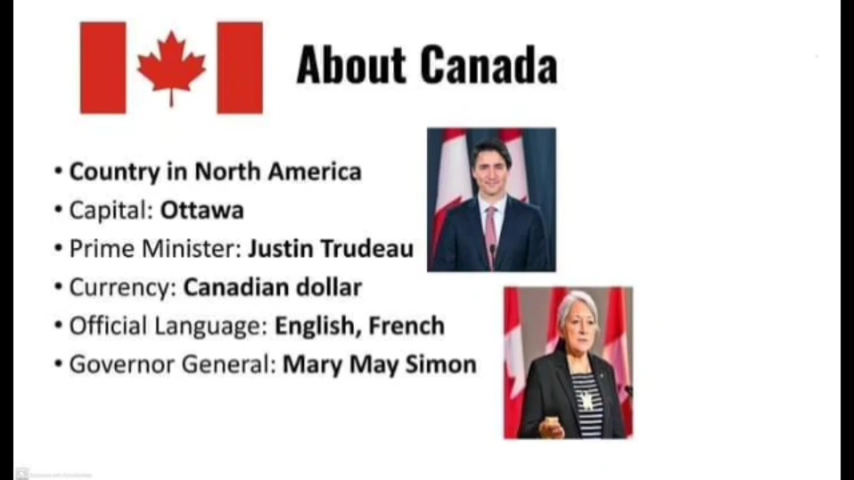 About Canada
• Country in North America
• Capital: Ottawa
• Prime Minister: Justin Trudeau
• Currency: Canadian dollar
• Official Language: English, French
• Governor General: Mary May Simon